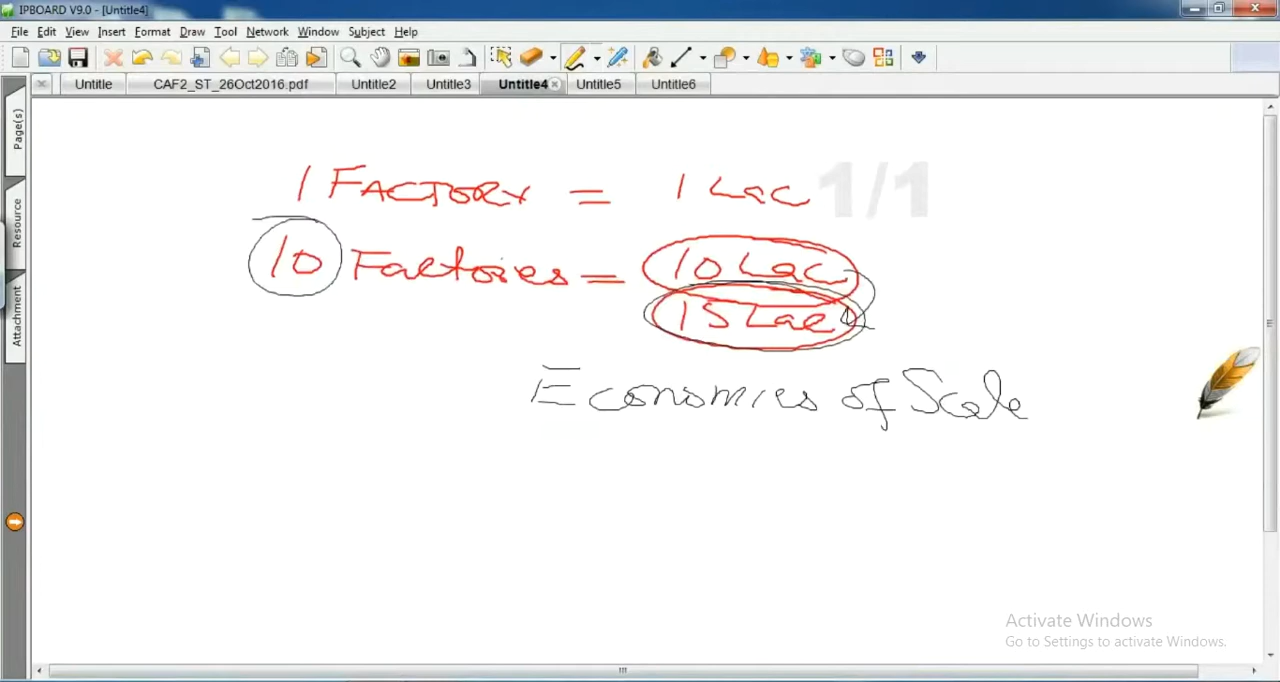 IPBOARD V9.0 - [Untitle4]
File Edit View Insert Format Draw Tool Network Window Subject Help
Untitle CAF2_ST_26Oct2016.pdf Untitle2 Untitle3 Untitle4 Untitle5 Untitle6
Page(s)
Resource
Attachment
1/1
1 FACTORY = 1 Lac
10 Factories = 10 Lac
15 Lac
Economies of Scale
Activate Windows
Go to Settings to activate Windows.